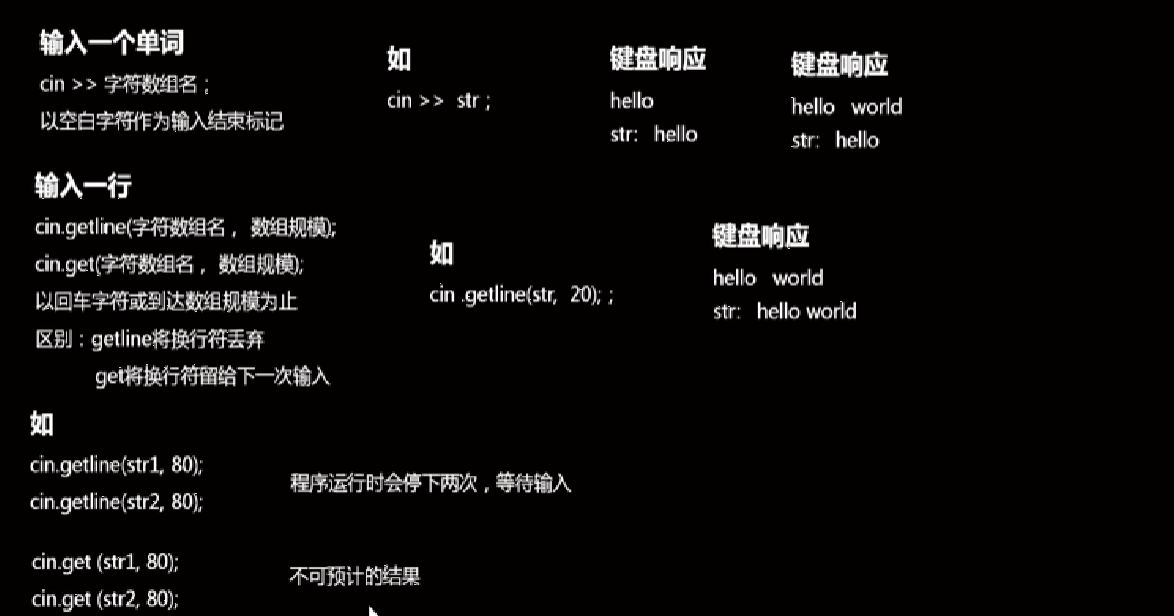 输入一个单词
cin >> 字符数组名；
以空白字符作为输入结束标记
如
cin >> str ;
键盘响应
hello
str: hello
键盘响应
hello world
str: hello
输入一行
cin.getline(字符数组名， 数组规模);
cin.get(字符数组名， 数组规模);
以回车字符或到达数组规模为止
区别：getline将换行符丢弃
get将换行符留给下一次输入
如
cin .getline(str, 20); ;
键盘响应
hello world
str: hello world
如
cin.getline(str1, 80);
cin.getline(str2, 80);
程序运行时会停下两次，等待输入
cin.get (str1, 80);
cin.get (str2, 80);
不可预计的结果